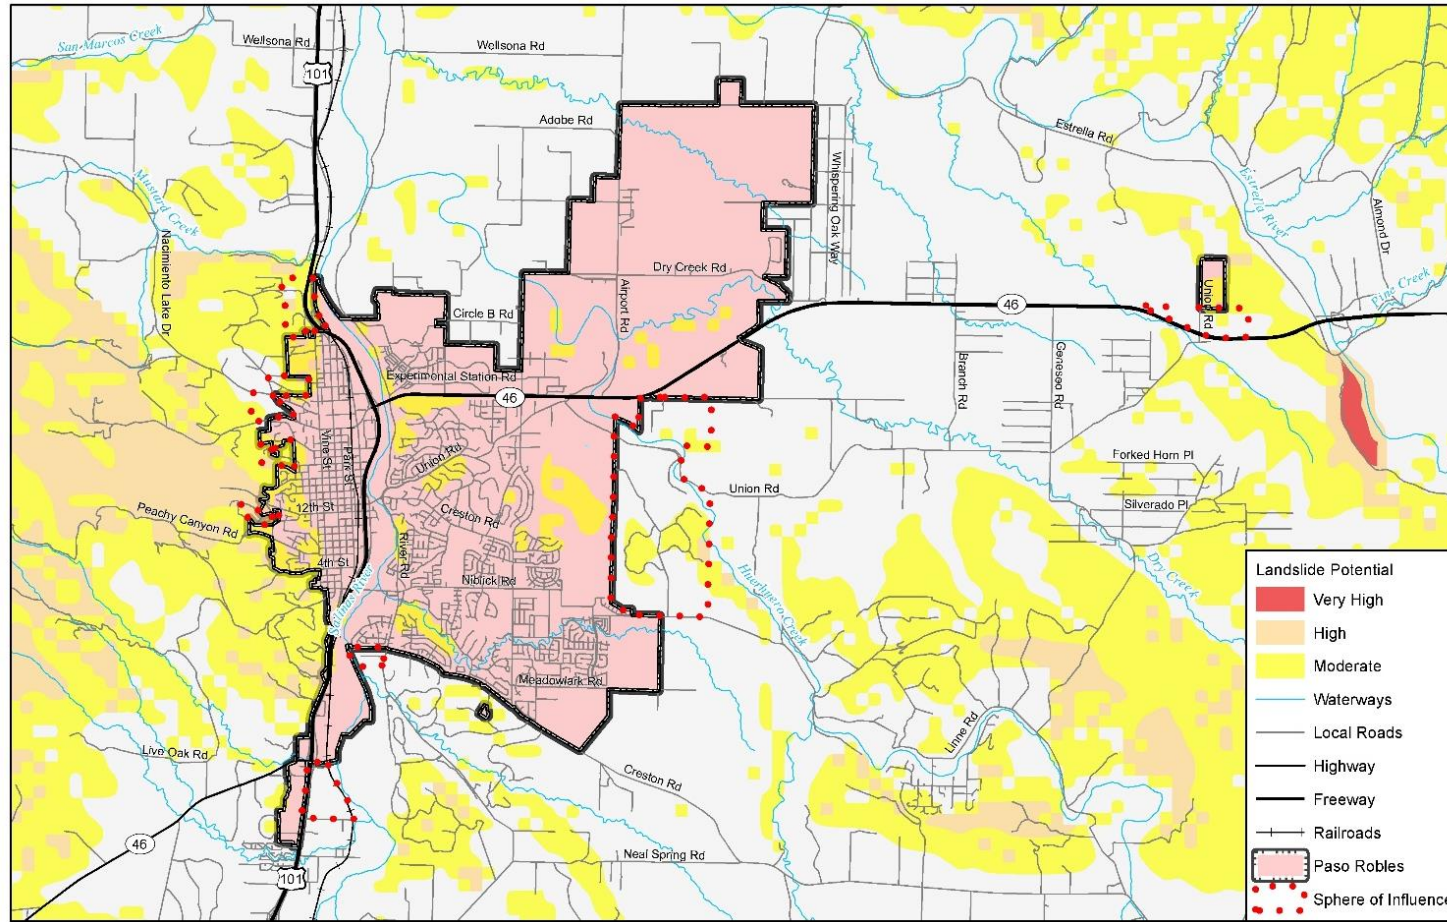 San Marcos Creek
Wellsona Rd
Wellsona Rd
101
Adobe Rd
Estrella Rd
Mustard Creek
Nacimiento Lake Dr
Whispering Oak Way
Estrella River
Almond Dr
Dry Creek Rd
Airport Rd
Circle B Rd
46
Union Rd
Pine Creek
Experimental Station Rd
46
Branch Rd
Geneseo Rd
Vine St
Park St
Union Rd
Forked Horn Pl
Union Rd
Silverado Pl
Peachy Canyon Rd
12th St
Creston Rd
4th St
River Rd
Niblick Rd
Salinas River
Huerhuero Creek
Dry Creek
Meadowlark Rd
Live Oak Rd
Creston Rd
Linne Rd
46
Neal Spring Rd
101
Landslide Potential
Very High
High
Moderate
Waterways
Local Roads
Highway
Freeway
Railroads
Paso Robles
Sphere of Influence